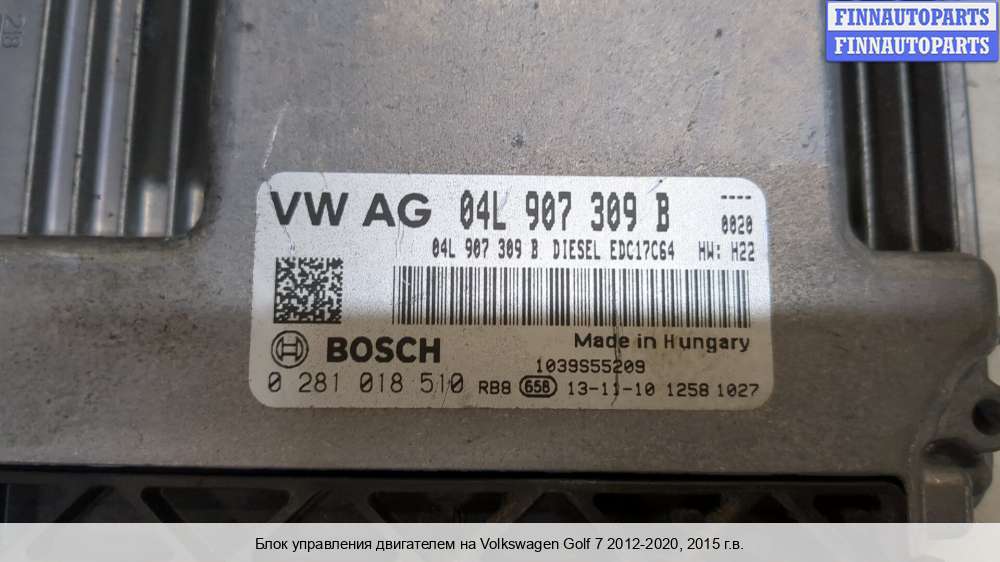 FINNAUTOPARTS
FINNAUTOPARTS
VW AG 04L 907 309 B ----
0020
04L 907 309 B DIESEL EDC17C64 HW: H22
BOSCH
Made in Hungary
1039S55209
0 281 018 510 RB8 658 13-11-10 1258 1027
Блок управления двигателем на Volkswagen Golf 7 2012-2020, 2015 г.в.